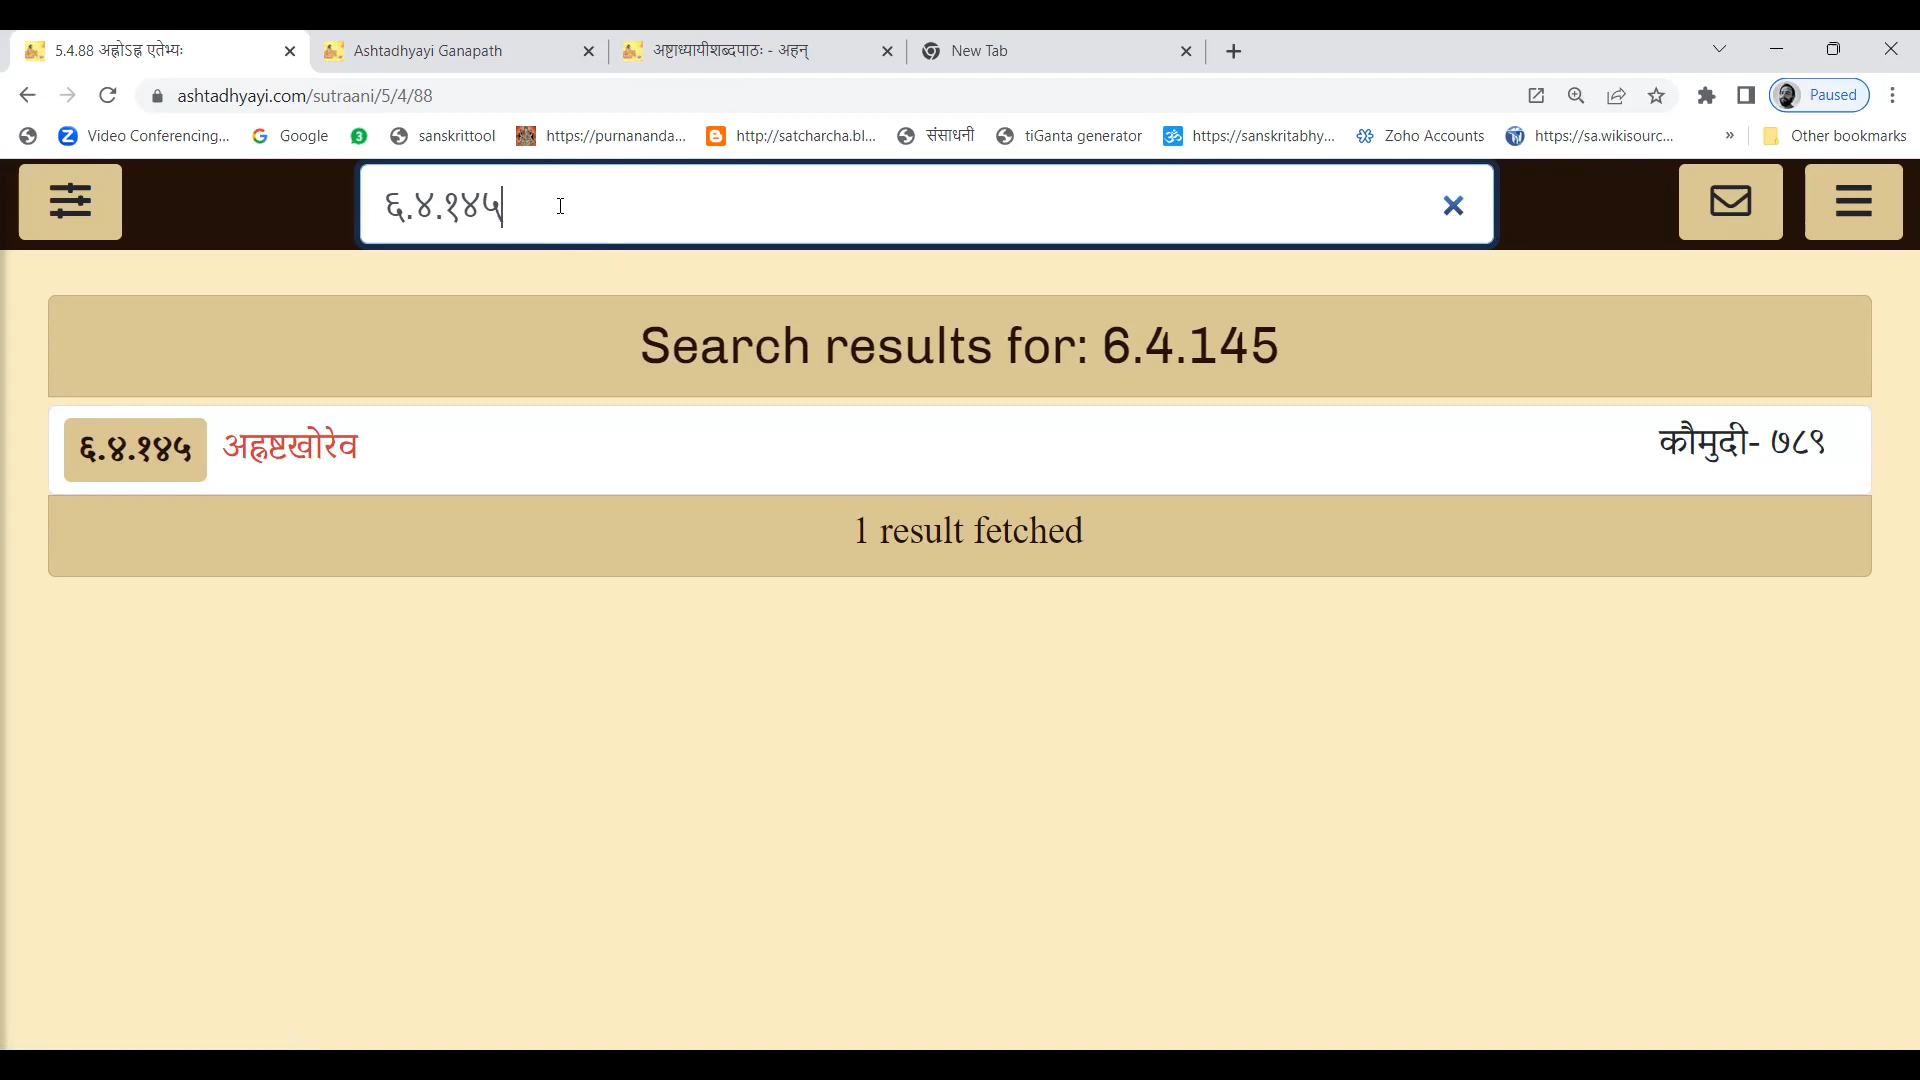 5.4.88 अह्नोऽह्न एतेभ्यः
Ashtadhyayi Ganapath
अष्टाध्यायीशब्दपाठः - अहन्
New Tab
ashtadhyayi.com/sutraani/5/4/88
Paused
Video Conferencing...
Google
3
sanskrittool
https://purnananda...
http://satcharcha.bl...
संसाधनी
tiGanta generator
https://sanskritabhy...
Zoho Accounts
https://sa.wikisourc...
»
Other bookmarks
६.४.१४५
Search results for: 6.4.145
६.४.१४५ अह्नष्टखोरेव
कौमुदी- ७८९
1 result fetched